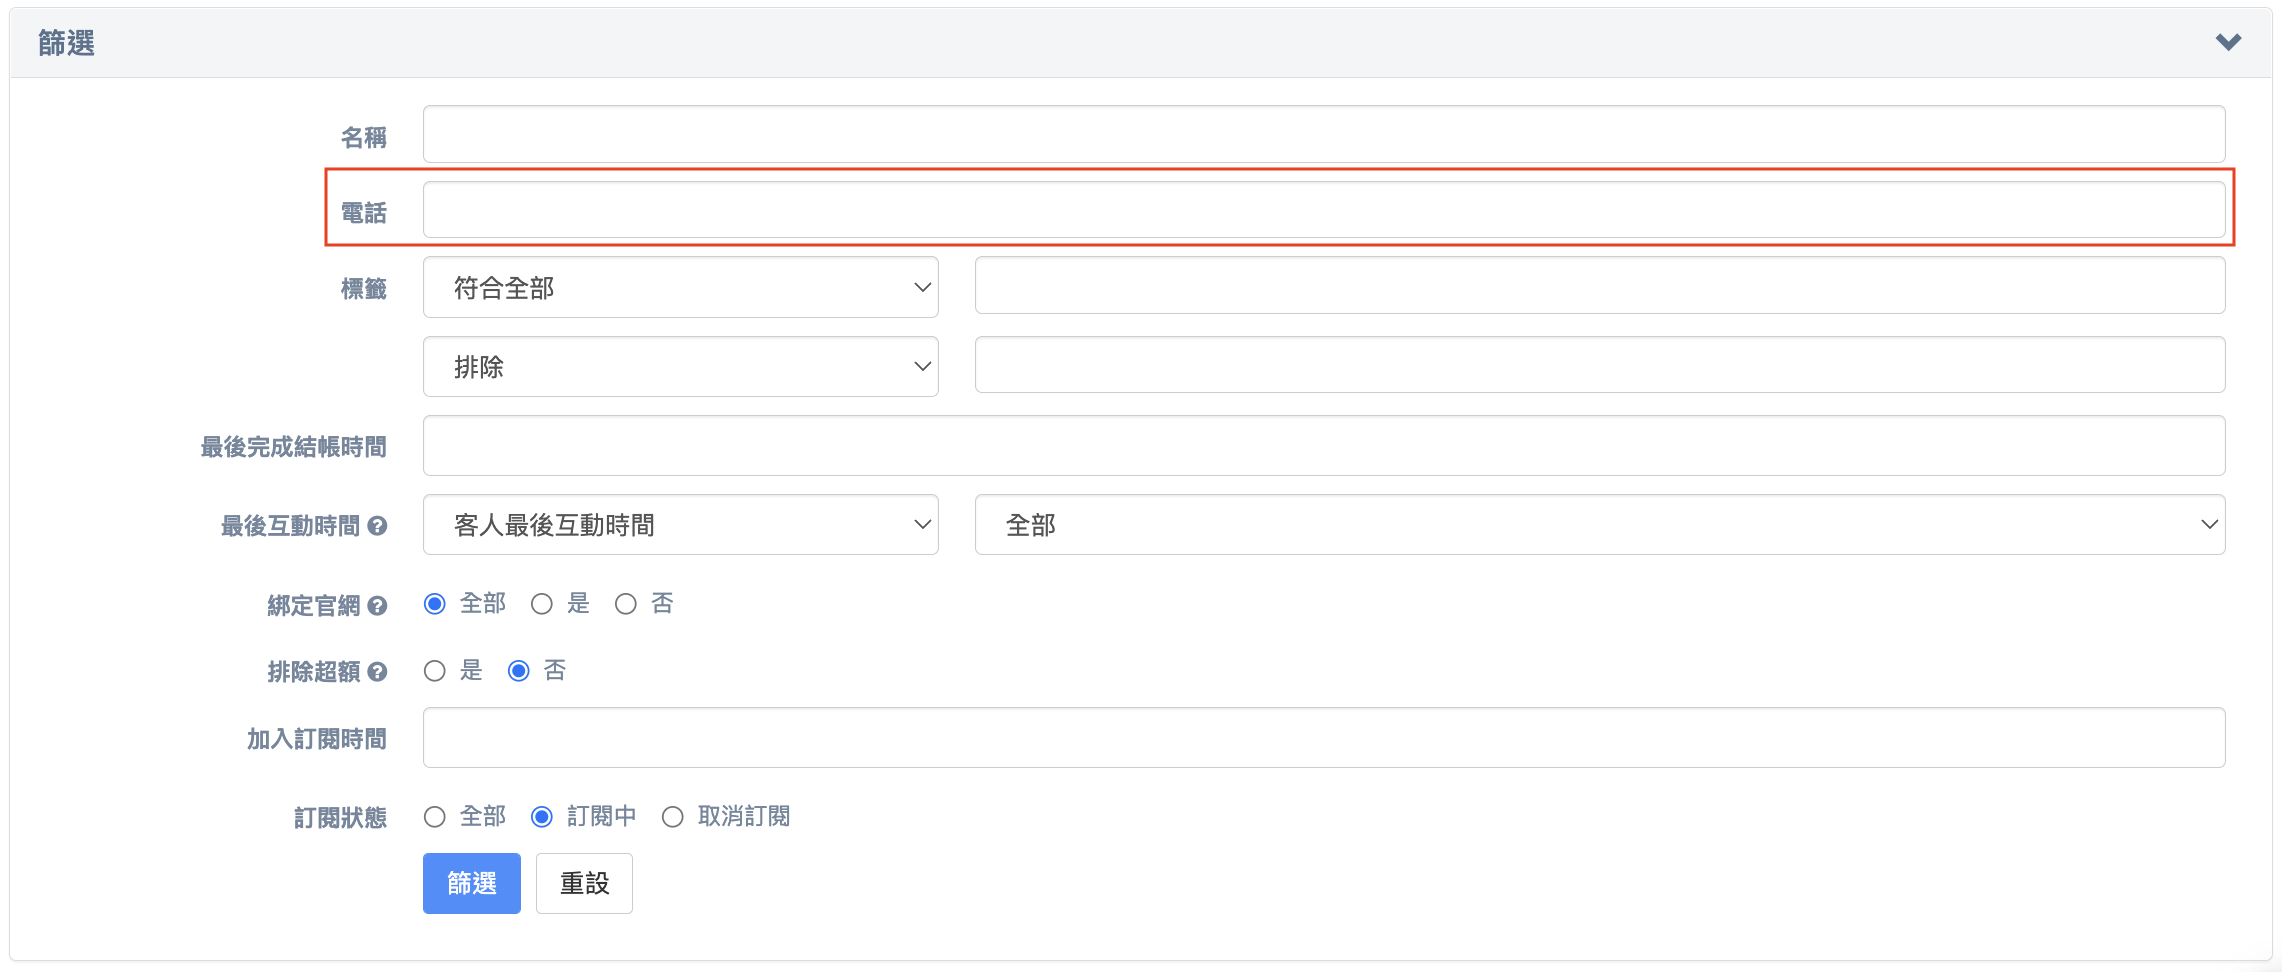 篩選
名稱
電話
標籤 符合全部
排除
最後完成結帳時間
最後互動時間 客人最後互動時間 全部
綁定官網 全部 是 否
排除超額 是 否
加入訂閱時間
訂閱狀態 全部 訂閱中 取消訂閱
篩選 重設